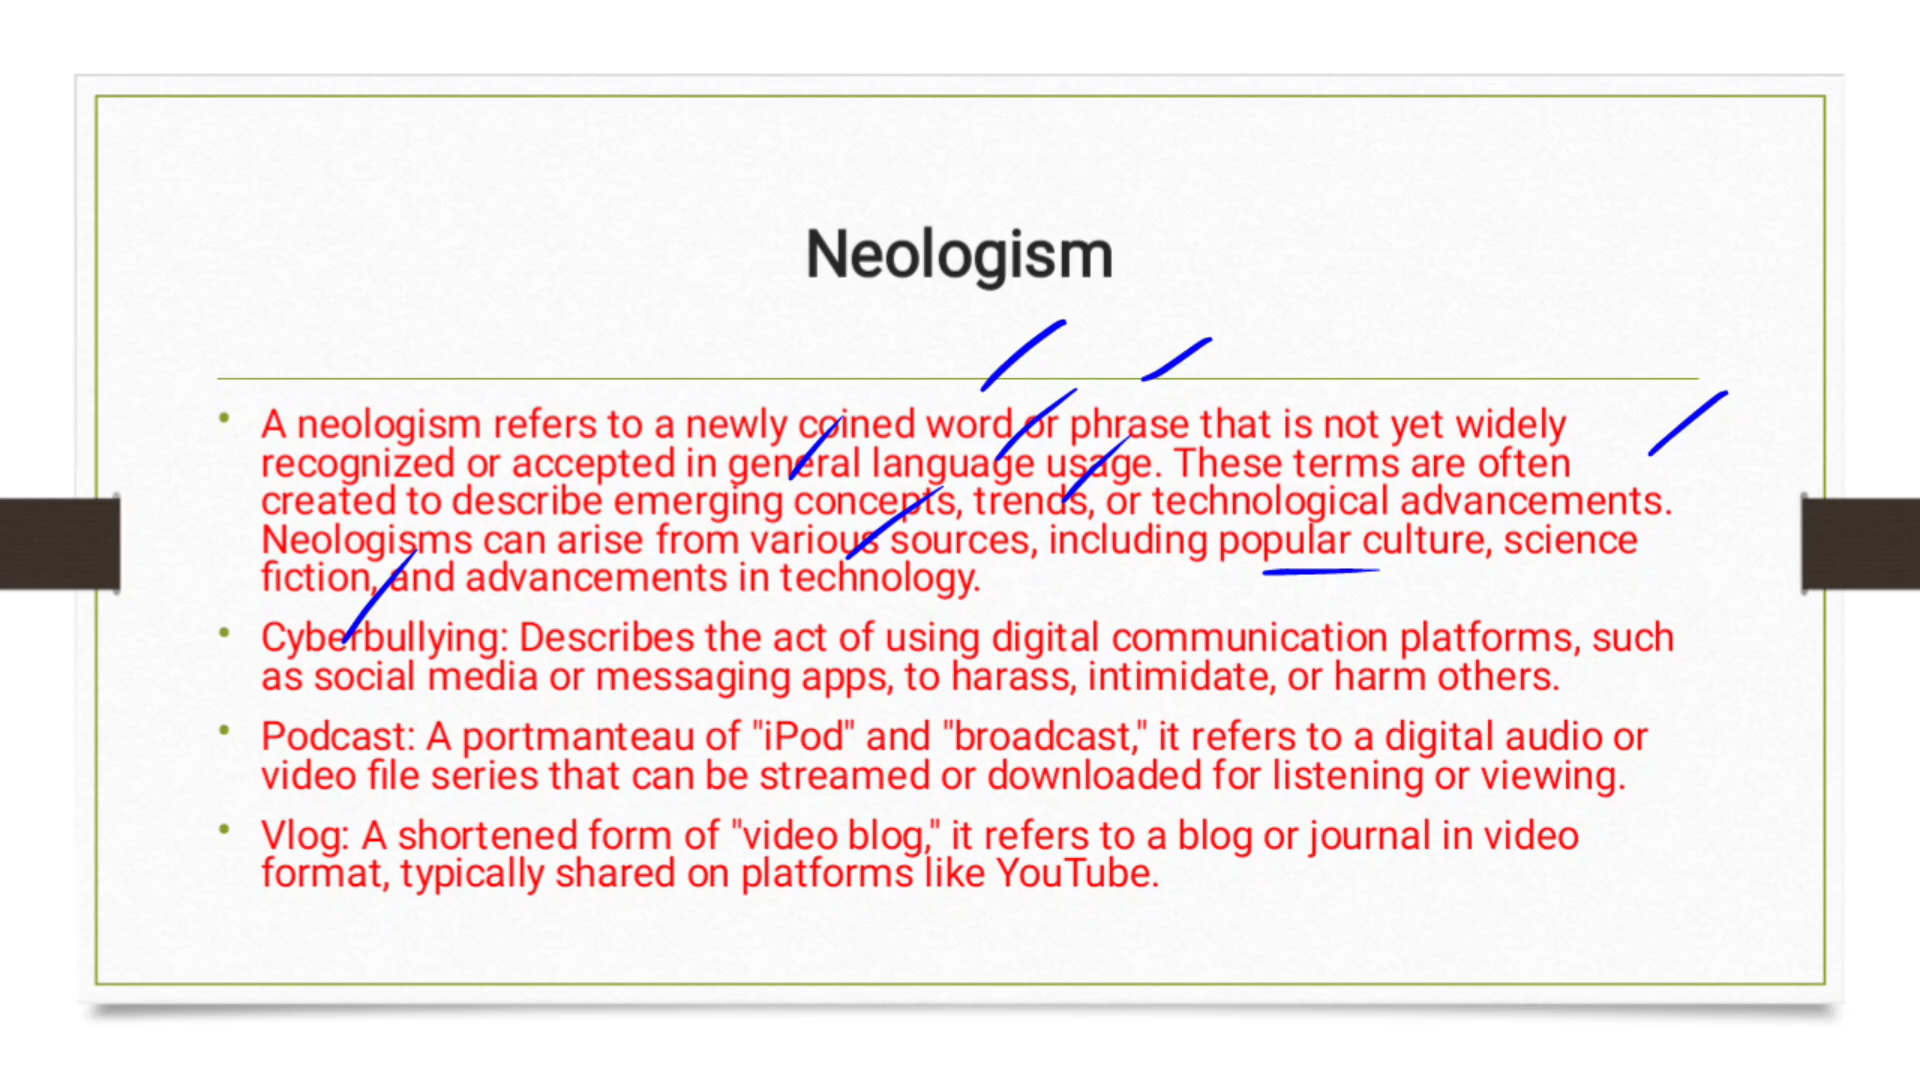 Neologism
• A neologism refers to a newly coined word or phrase that is not yet widely
recognized or accepted in general language usage. These terms are often
created to describe emerging concepts, trends, or technological advancements.
Neologisms can arise from various sources, including popular culture, science
fiction, and advancements in technology.
• Cyberbullying: Describes the act of using digital communication platforms, such
as social media or messaging apps, to harass, intimidate, or harm others.
• Podcast: A portmanteau of "iPod" and "broadcast," it refers to a digital audio or
video file series that can be streamed or downloaded for listening or viewing.
• Vlog: A shortened form of "video blog," it refers to a blog or journal in video
format, typically shared on platforms like YouTube.